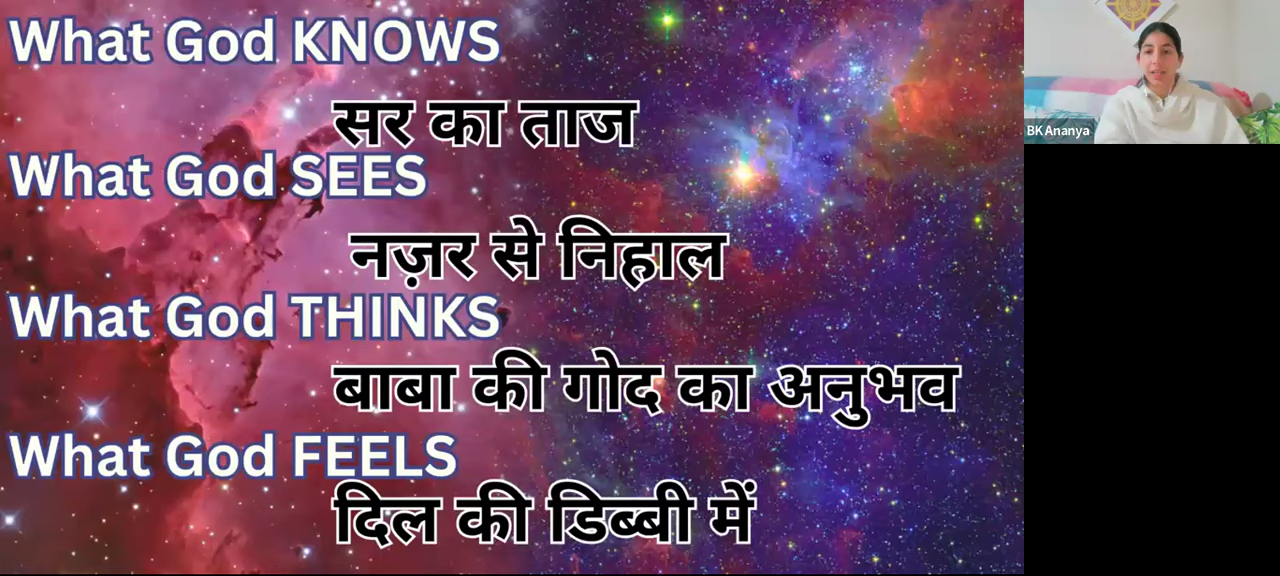 What God KNOWS
सर का ताज
What God SEES
नज़र से निहाल
What God THINKS
बाबा की गोद का अनुभव
What God FEELS
दिल की डिब्बी में
BK Ananya